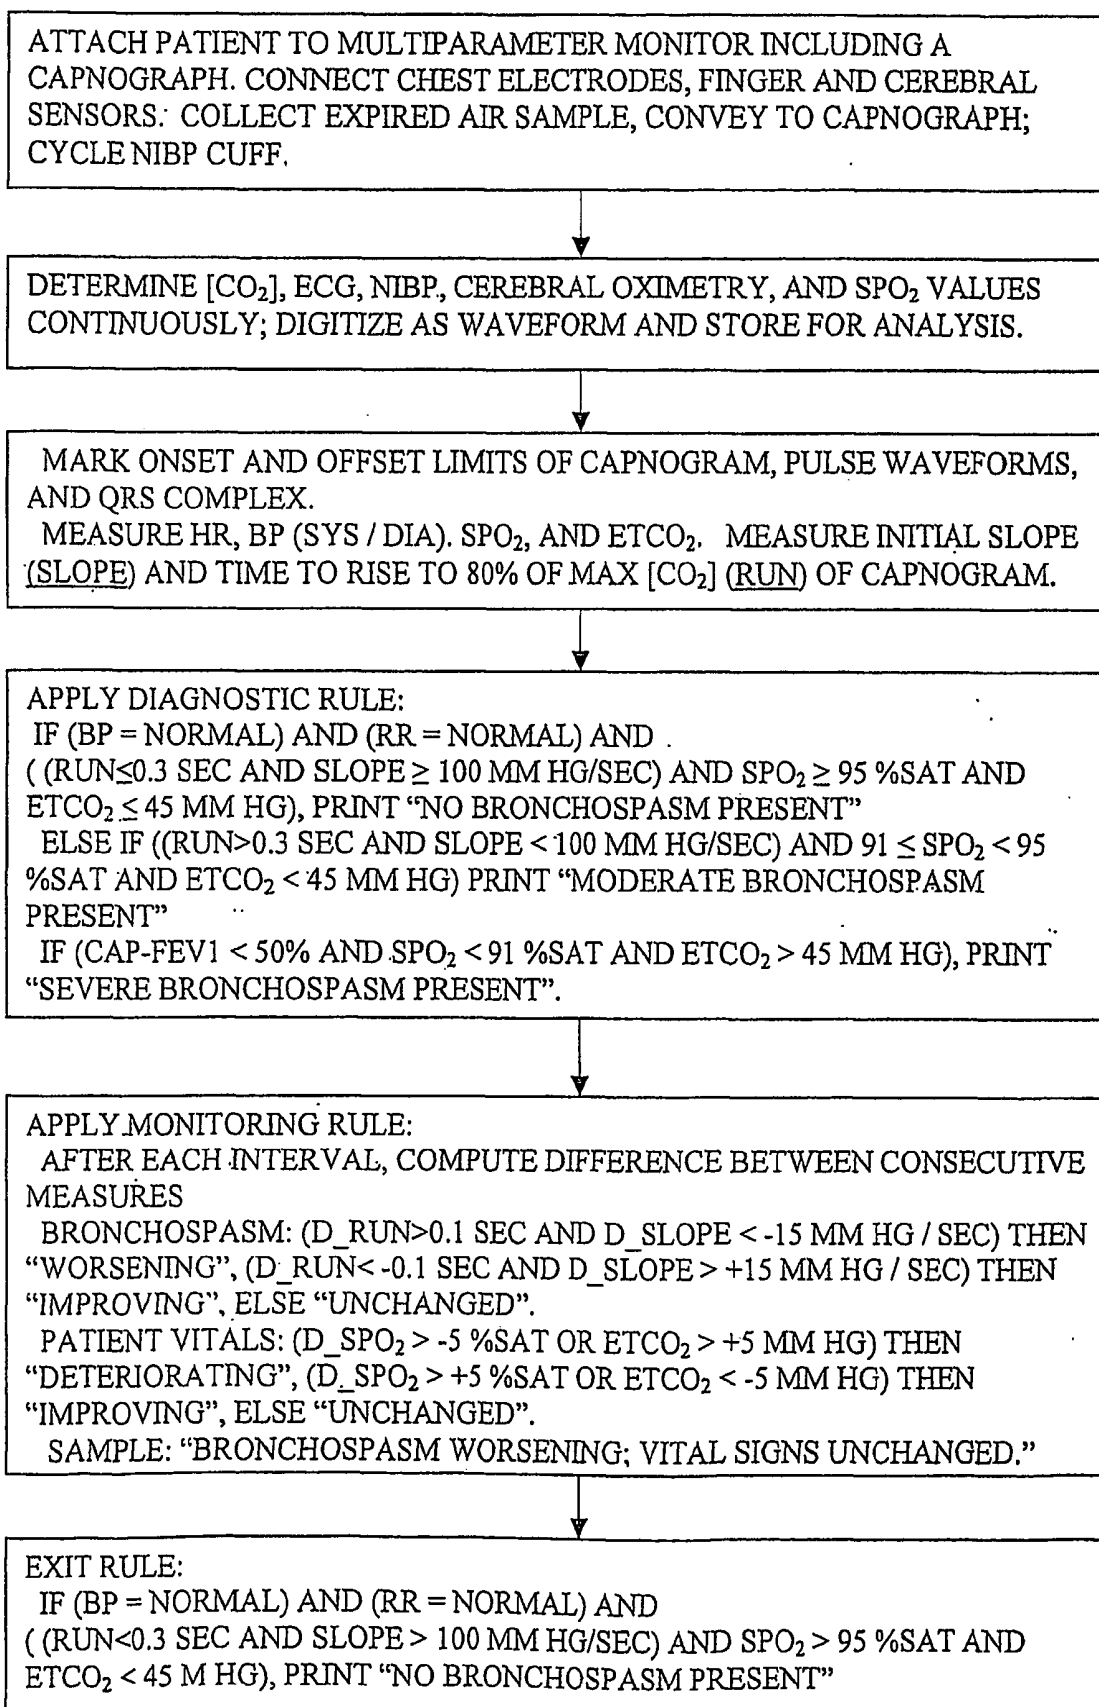 ATTACH PATIENT TO MULTIPARAMETER MONITOR INCLUDING A
CAPNOGRAPH. CONNECT CHEST ELECTRODES, FINGER AND CEREBRAL
SENSORS. COLLECT EXPIRED AIR SAMPLE, CONVEY TO CAPNOGRAPH;
CYCLE NIBP CUFF.
DETERMINE [CO₂], ECG, NIBP., CEREBRAL OXIMETRY, AND SPO₂ VALUES
CONTINUOUSLY; DIGITIZE AS WAVEFORM AND STORE FOR ANALYSIS.
MARK ONSET AND OFFSET LIMITS OF CAPNOGRAM, PULSE WAVEFORMS,
AND QRS COMPLEX.
MEASURE HR, BP (SYS / DIA). SPO₂, AND ETCO₂. MEASURE INITIAL SLOPE
(SLOPE) AND TIME TO RISE TO 80% OF MAX [CO₂] (RUN) OF CAPNOGRAM.
APPLY DIAGNOSTIC RULE:
IF (BP = NORMAL) AND (RR = NORMAL) AND
( (RUN≤0.3 SEC AND SLOPE ≥ 100 MM HG/SEC) AND SPO₂ ≥ 95 %SAT AND
ETCO₂ ≤ 45 MM HG), PRINT “NO BRONCHOSPASM PRESENT”
ELSE IF ((RUN>0.3 SEC AND SLOPE < 100 MM HG/SEC) AND 91 ≤ SPO₂ < 95
%SAT AND ETCO₂ < 45 MM HG) PRINT “MODERATE BRONCHOSPASM
PRESENT”
IF (CAP-FEV1 < 50% AND SPO₂ < 91 %SAT AND ETCO₂ > 45 MM HG), PRINT
“SEVERE BRONCHOSPASM PRESENT”.
APPLY MONITORING RULE:
AFTER EACH INTERVAL, COMPUTE DIFFERENCE BETWEEN CONSECUTIVE
MEASURES
BRONCHOSPASM: (D_RUN>0.1 SEC AND D_SLOPE < -15 MM HG / SEC) THEN
“WORSENING”, (D_RUN< -0.1 SEC AND D_SLOPE > +15 MM HG / SEC) THEN
“IMPROVING”, ELSE “UNCHANGED”.
PATIENT VITALS: (D_SPO₂ > -5 %SAT OR ETCO₂ > +5 MM HG) THEN
“DETERIORATING”, (D_SPO₂ > +5 %SAT OR ETCO₂ < -5 MM HG) THEN
“IMPROVING”, ELSE “UNCHANGED”.
SAMPLE: “BRONCHOSPASM WORSENING; VITAL SIGNS UNCHANGED.”
EXIT RULE:
IF (BP = NORMAL) AND (RR = NORMAL) AND
( (RUN<0.3 SEC AND SLOPE > 100 MM HG/SEC) AND SPO₂ > 95 %SAT AND
ETCO₂ < 45 M HG), PRINT “NO BRONCHOSPASM PRESENT”